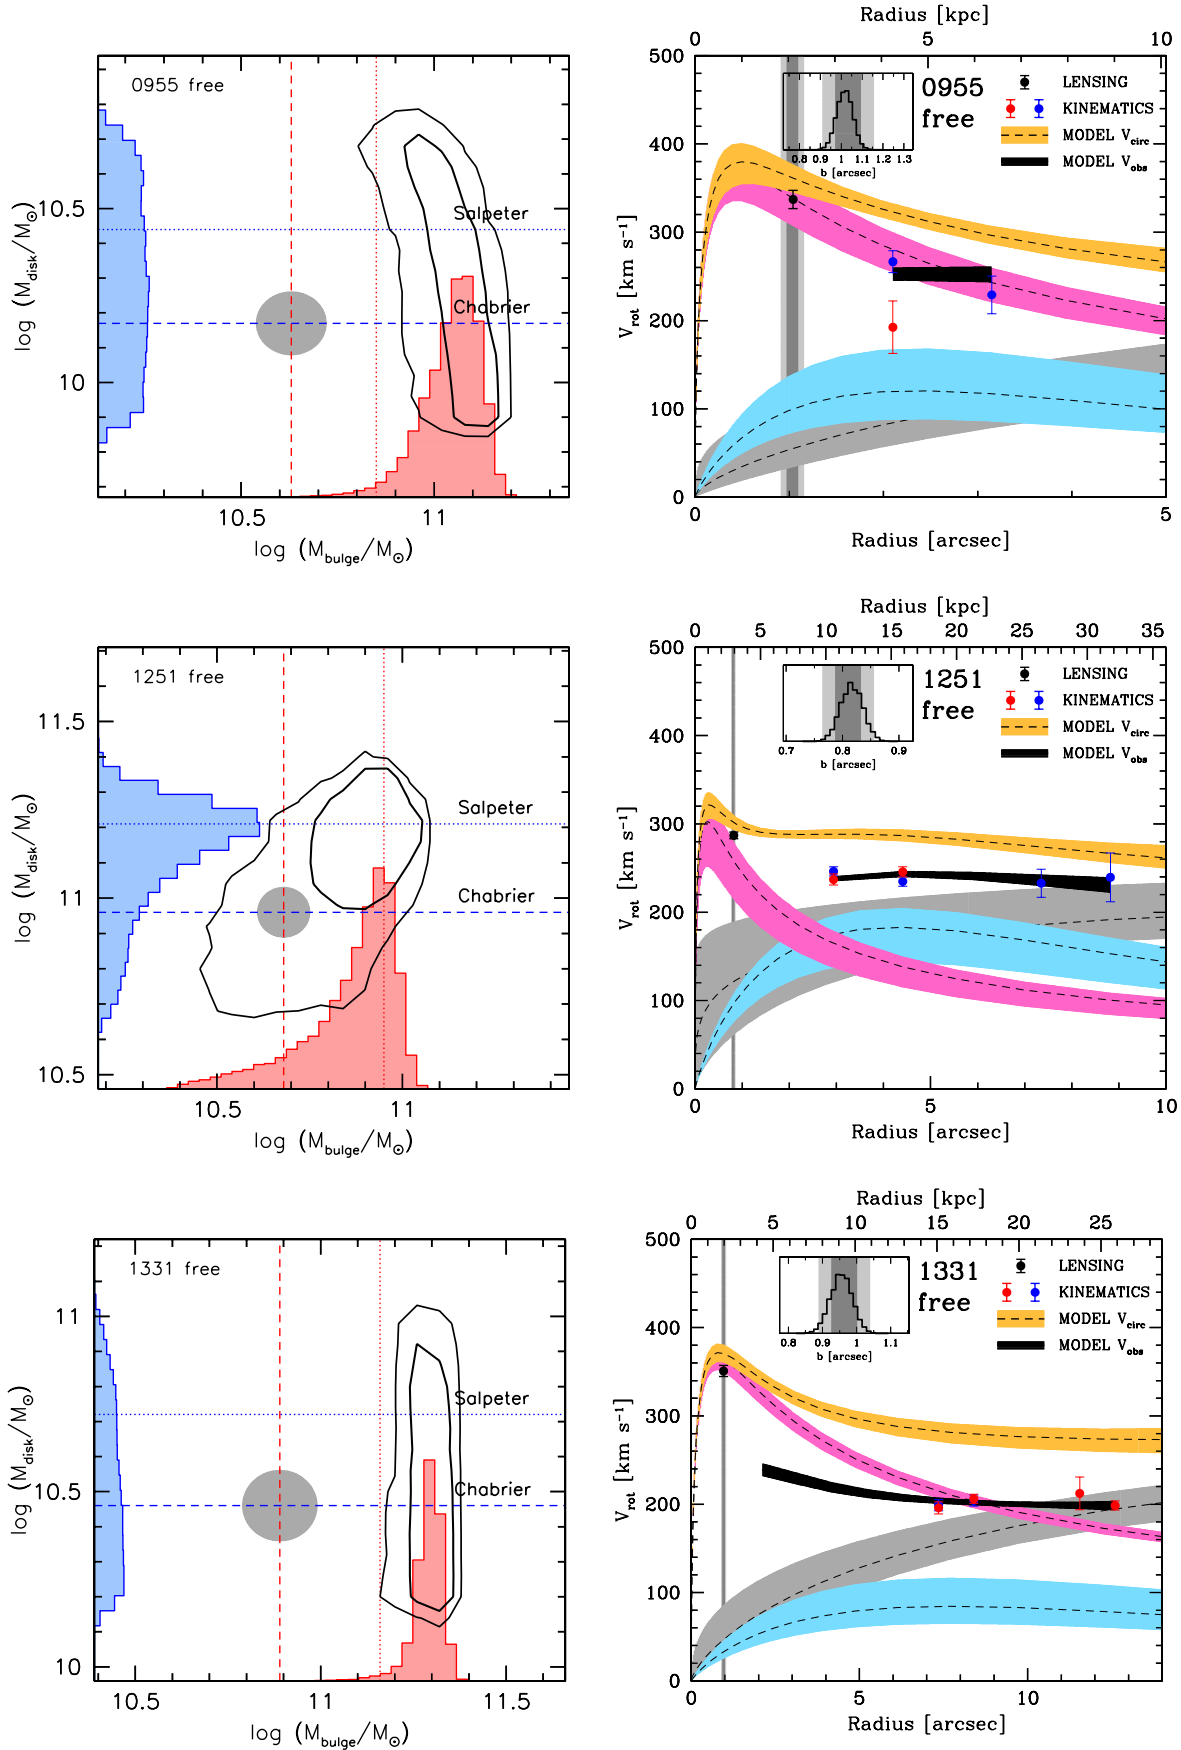 0955 free
10.5
10
log (M_disk/M_⊙)
Salpeter
Chabrier
10.5 11
log (M_bulge/M_⊙)
Radius [kpc]
0 5 10
500
400
300
200
100
0
V_rot [km s⁻¹]
0955
free
LENSING
KINEMATICS
MODEL V_circ
MODEL V_obs
0.8 0.9 1 1.1 1.2 1.3
b [arcsec]
0 5
Radius [arcsec]
1251 free
11.5
11
10.5
log (M_disk/M_⊙)
Salpeter
Chabrier
10.5 11
log (M_bulge/M_⊙)
Radius [kpc]
0 5 10 15 20 25 30 35
500
400
300
200
100
0
V_rot [km s⁻¹]
1251
free
LENSING
KINEMATICS
MODEL V_circ
MODEL V_obs
0.7 0.8 0.9
b [arcsec]
0 5 10
Radius [arcsec]
1331 free
11
10.5
10
log (M_disk/M_⊙)
Salpeter
Chabrier
10.5 11 11.5
log (M_bulge/M_⊙)
Radius [kpc]
0 5 10 15 20 25
500
400
300
200
100
0
V_rot [km s⁻¹]
1331
free
LENSING
KINEMATICS
MODEL V_circ
MODEL V_obs
0.8 0.9 1 1.1
b [arcsec]
0 5 10
Radius [arcsec]